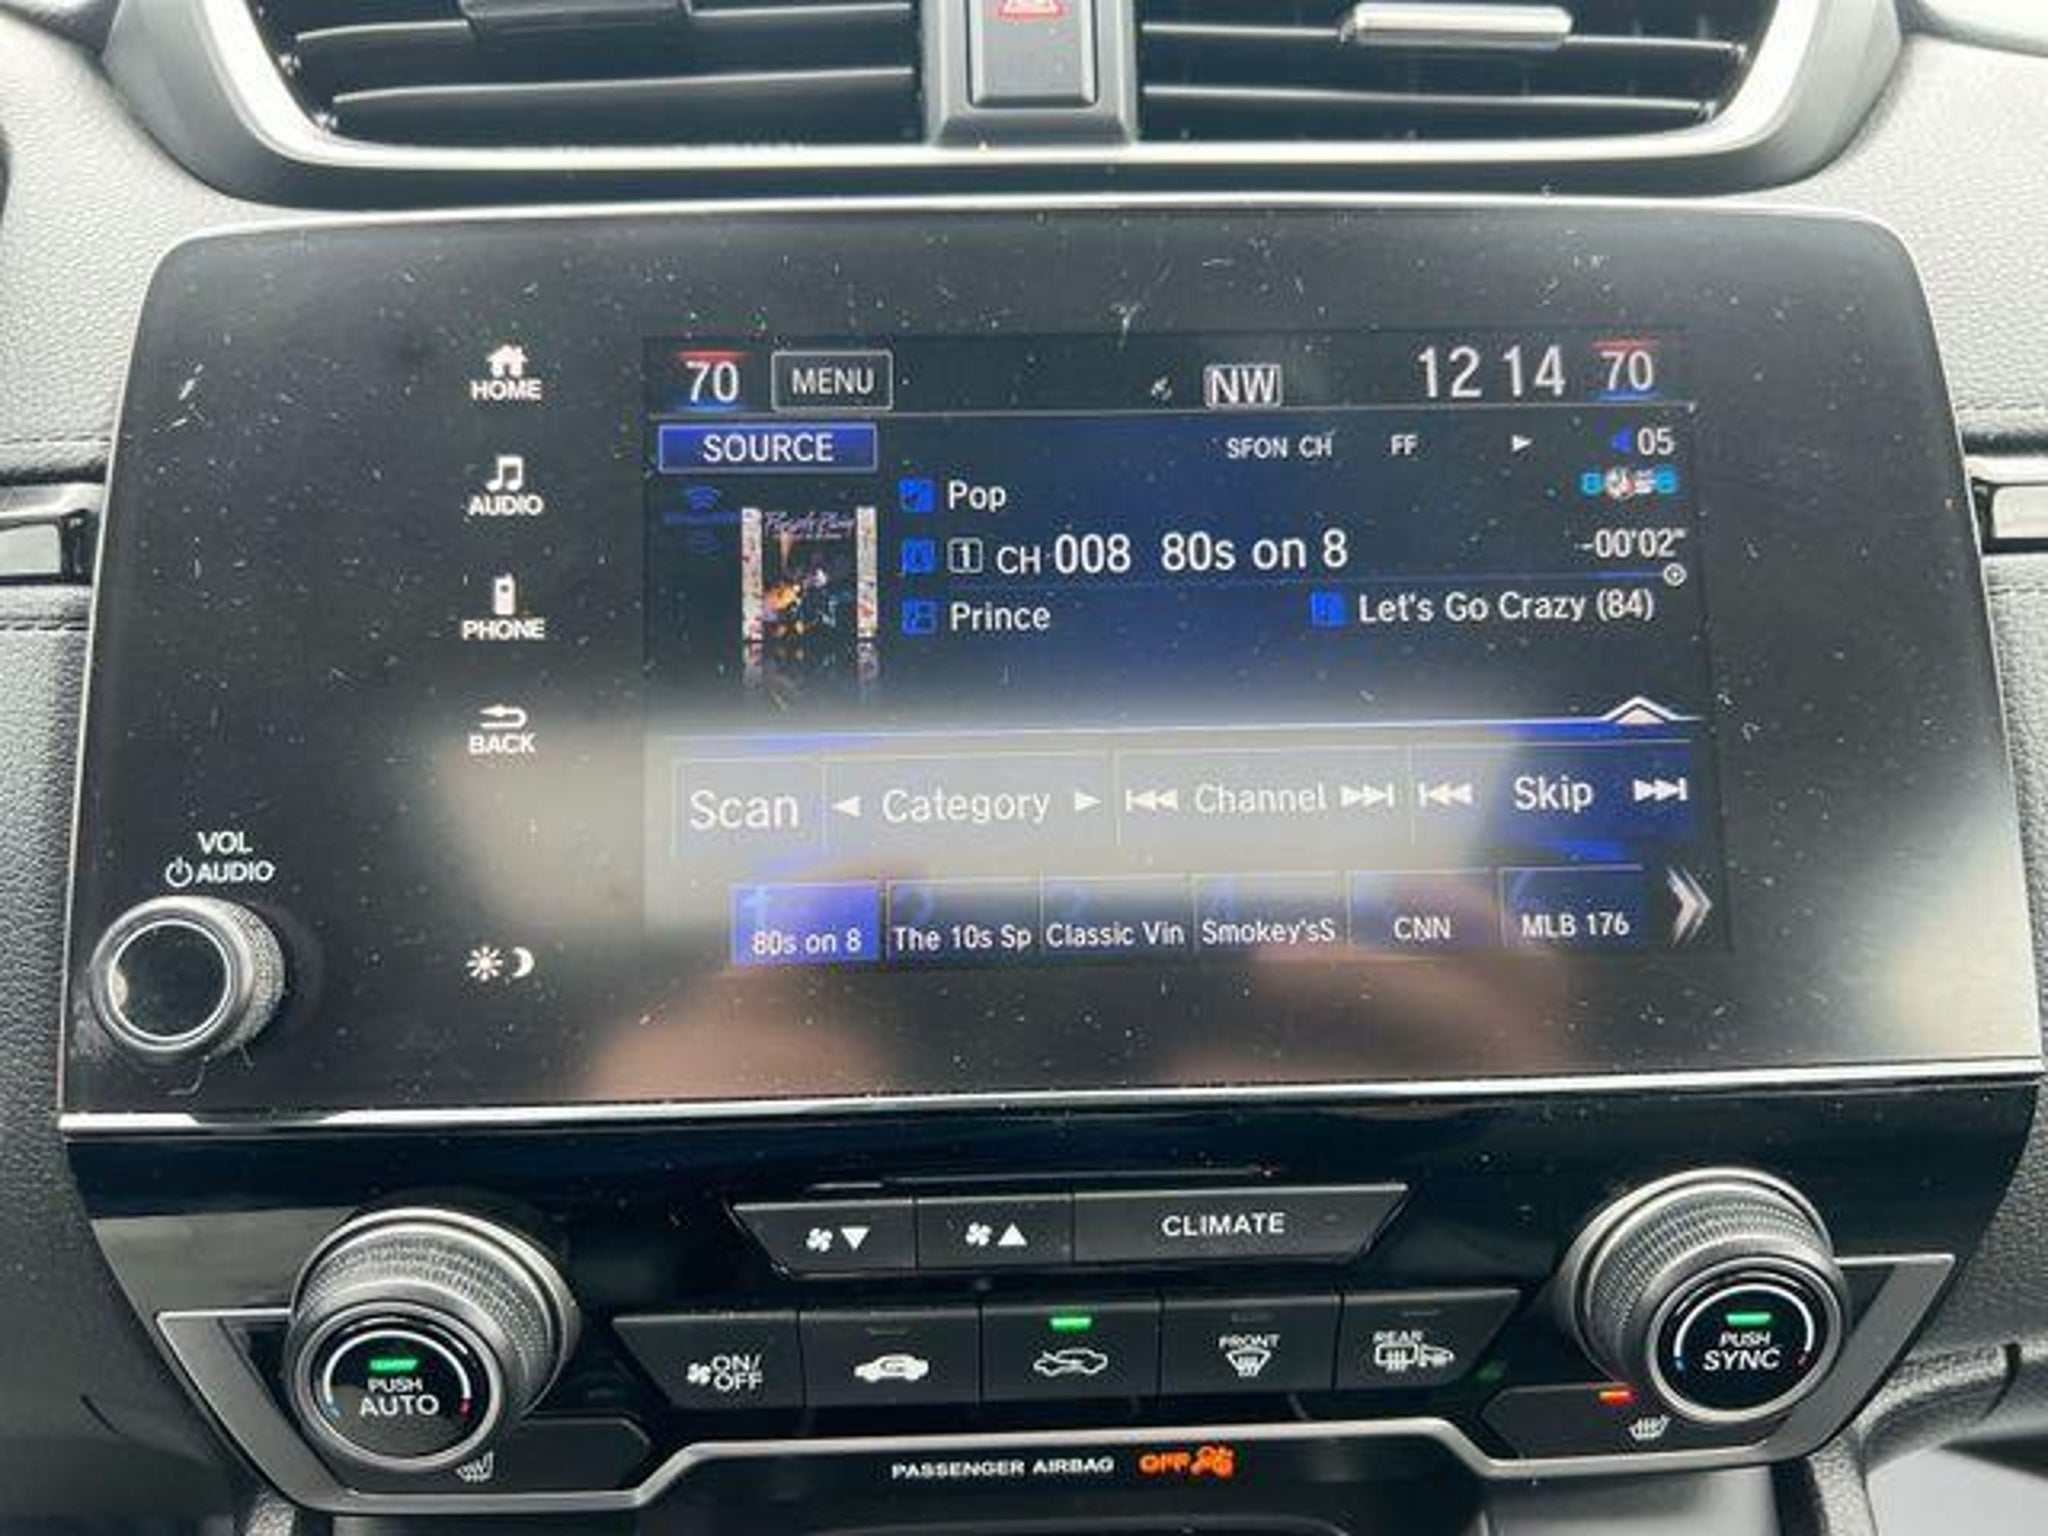 HOME
AUDIO
PHONE
BACK
VOL
AUDIO
70 MENU NW 12 14 70
SOURCE SFON CH FF 05
Pop
1 CH 008 80s on 8 -00'02"
Prince Let's Go Crazy (84)
Scan Category Channel Skip
80s on 8 The 10s Sp Classic Vin Smokey'sS CNN MLB 176
CLIMATE
PUSH
AUTO
ON/
OFF
FRONT
REAR
PUSH
SYNC
PASSENGER AIRBAG OFF